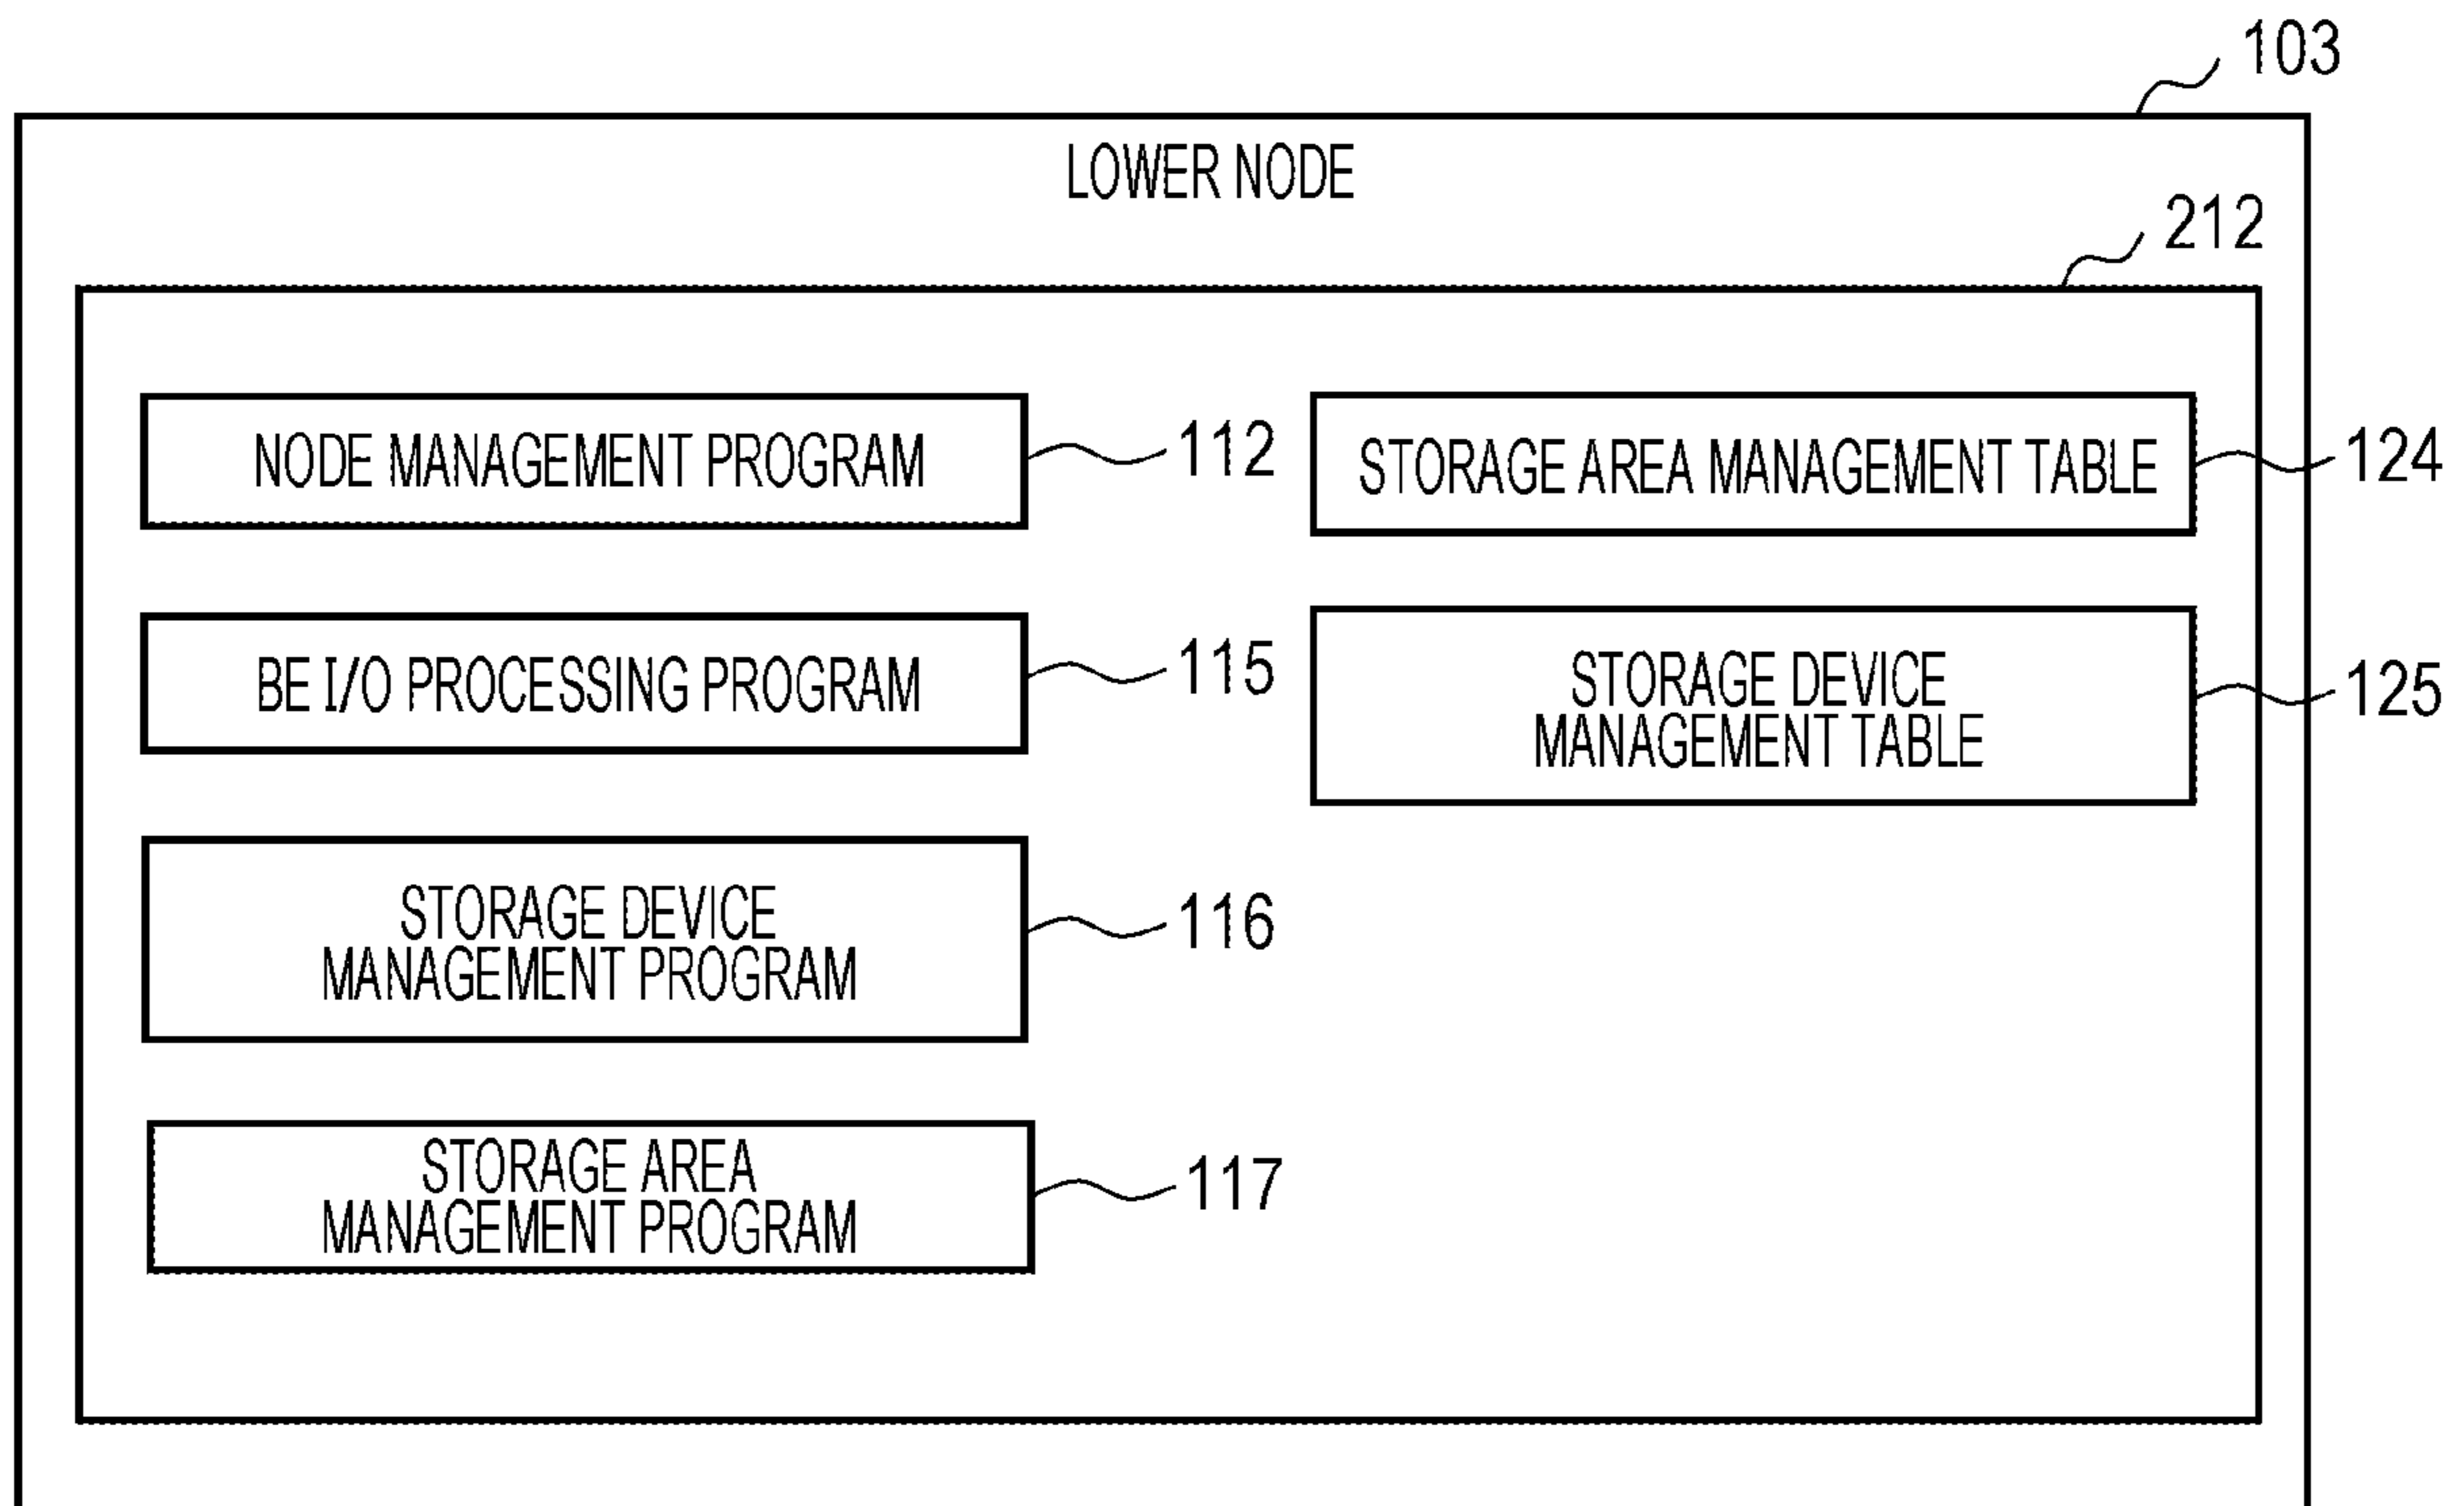 103
LOWER NODE
212
NODE MANAGEMENT PROGRAM
112
STORAGE AREA MANAGEMENT TABLE
124
BE I/O PROCESSING PROGRAM
115
STORAGE DEVICE
MANAGEMENT TABLE
125
STORAGE DEVICE
MANAGEMENT PROGRAM
116
STORAGE AREA
MANAGEMENT PROGRAM
117